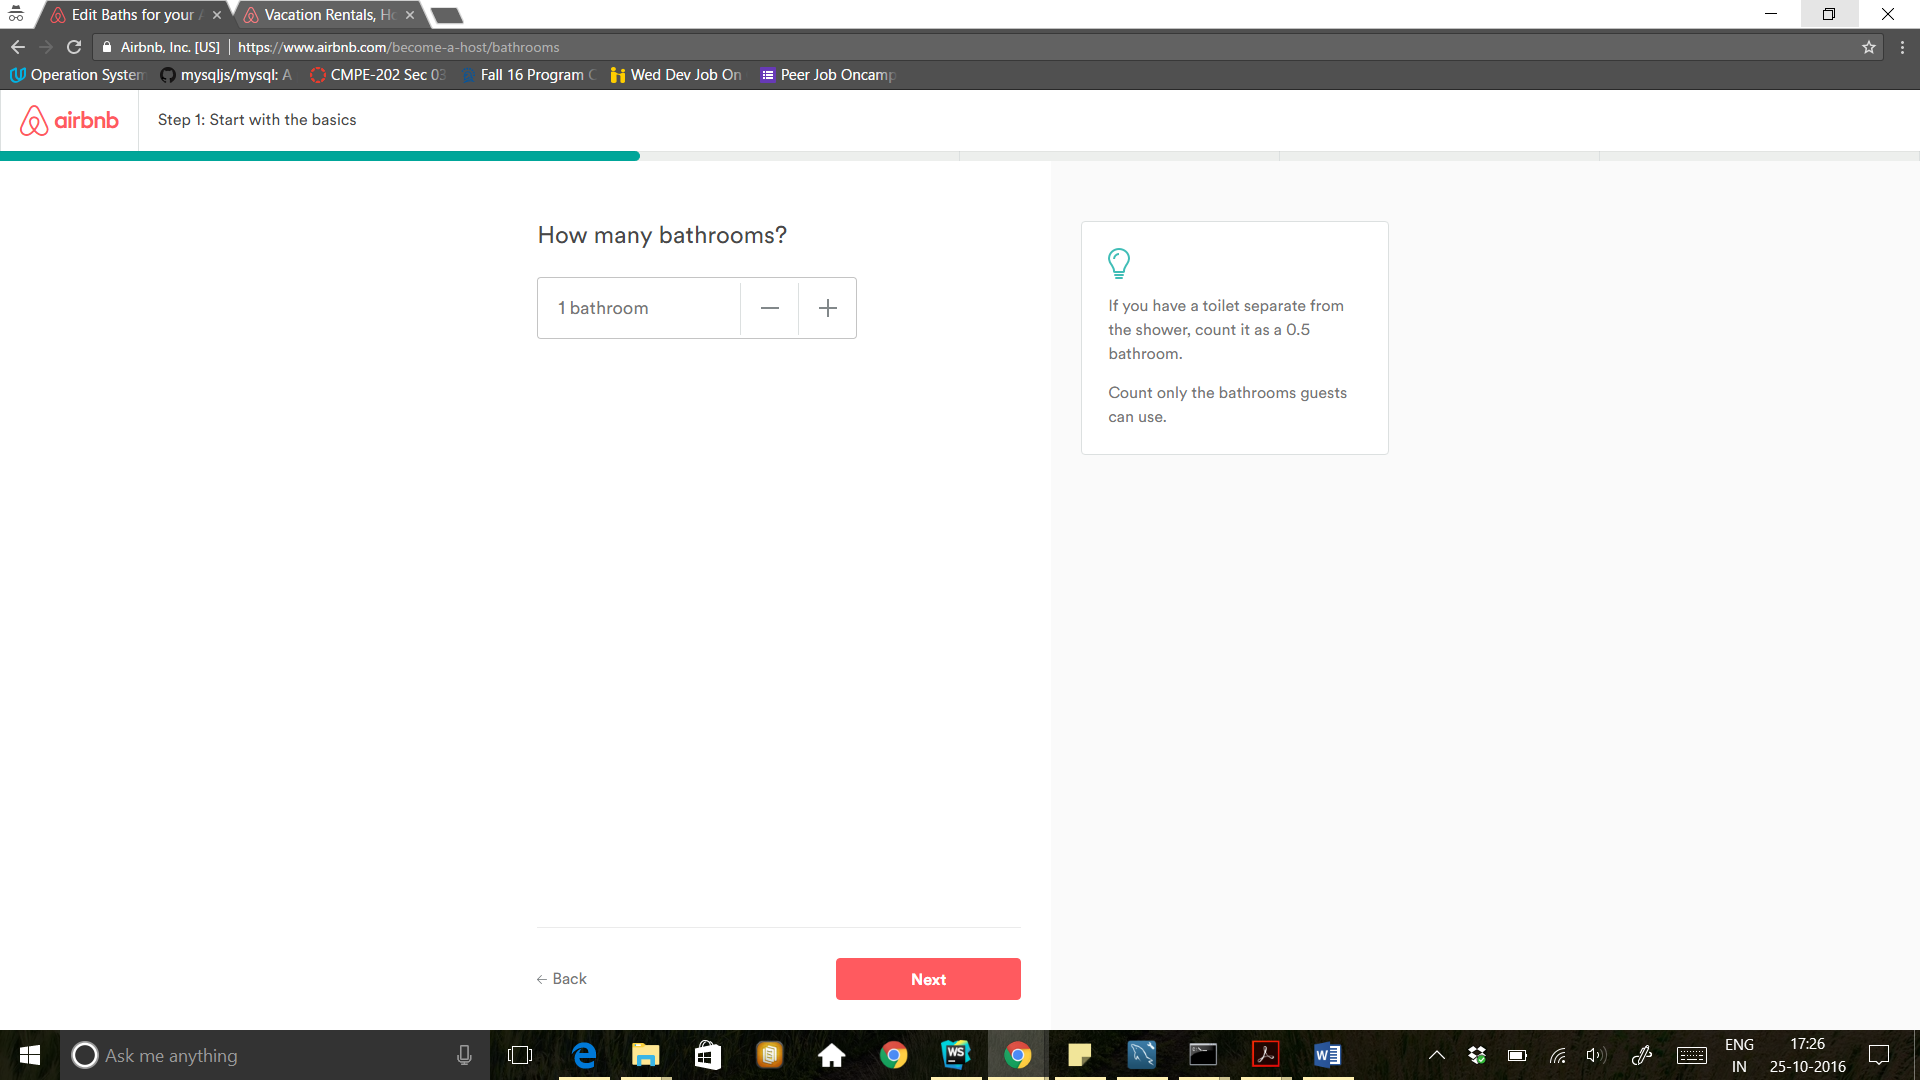 Edit Baths for your
Vacation Rentals, Ho
Airbnb, Inc. [US]
https://www.airbnb.com/become-a-host/bathrooms
Operation System
mysqljs/mysql: A
CMPE-202 Sec 03
Fall 16 Program C
Wed Dev Job On
Peer Job Oncamp
airbnb
Step 1: Start with the basics
How many bathrooms?
1 bathroom
If you have a toilet separate from
the shower, count it as a 0.5
bathroom.
Count only the bathrooms guests
can use.
← Back
Next
Ask me anything
WS
ENG
IN
17:26
25-10-2016